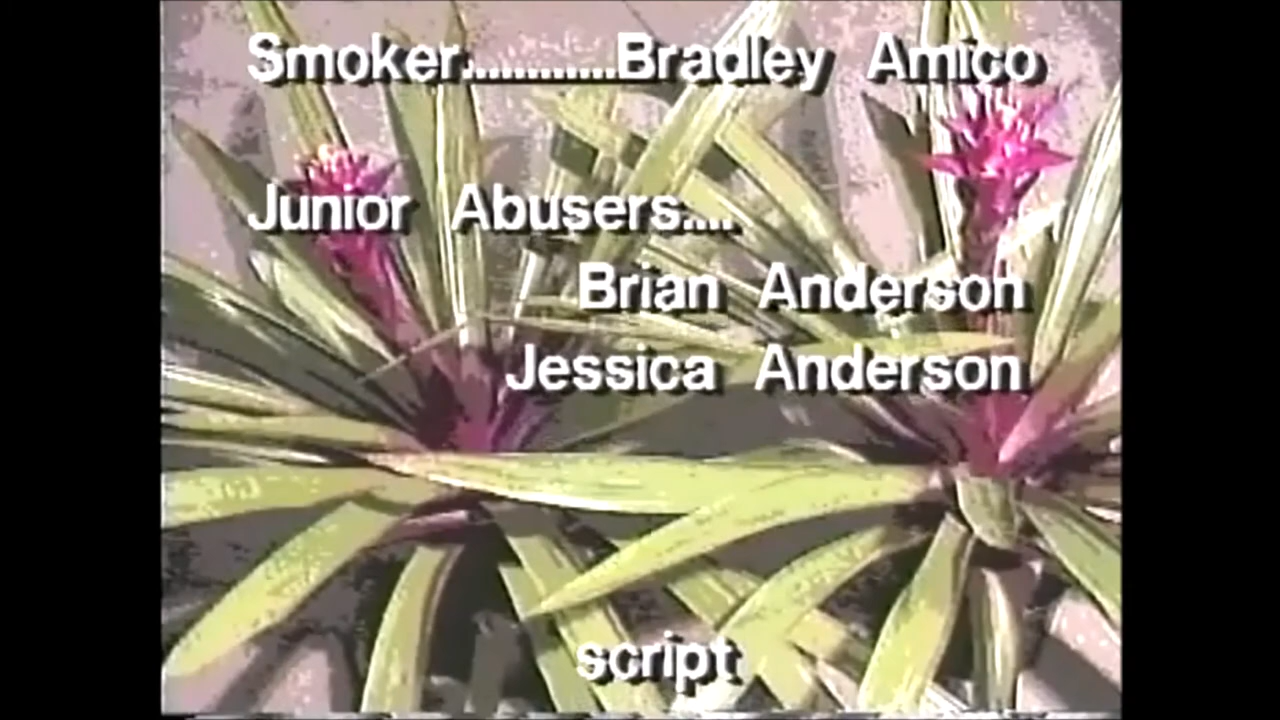 Smoker............Bradley Amico
Junior Abusers....
Brian Anderson
Jessica Anderson
script